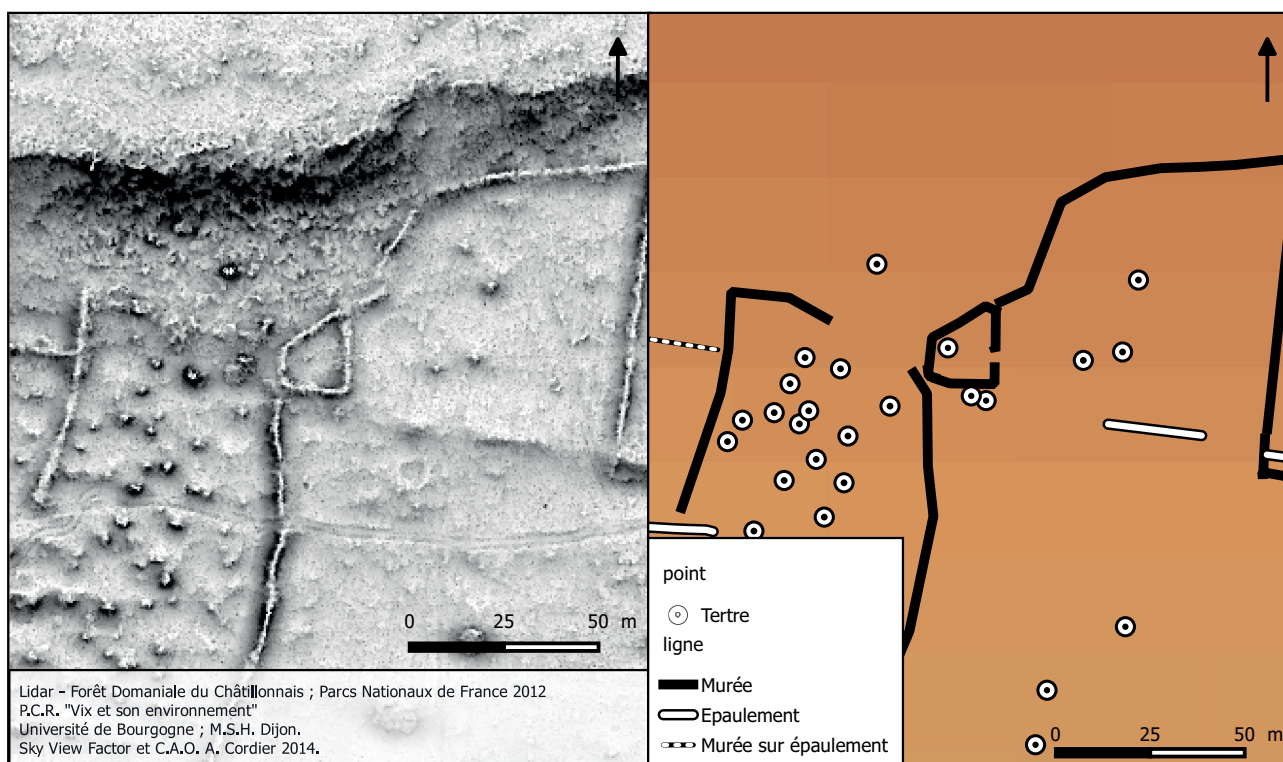 0 25 50 m
Lidar - Forêt Domaniale du Châtillonnais ; Parcs Nationaux de France 2012
P.C.R. "Vix et son environnement"
Université de Bourgogne ; M.S.H. Dijon.
Sky View Factor et C.A.O. A. Cordier 2014.
point
Tertre
ligne
Murée
Epaulement
Murée sur épaulement
0 25 50 m